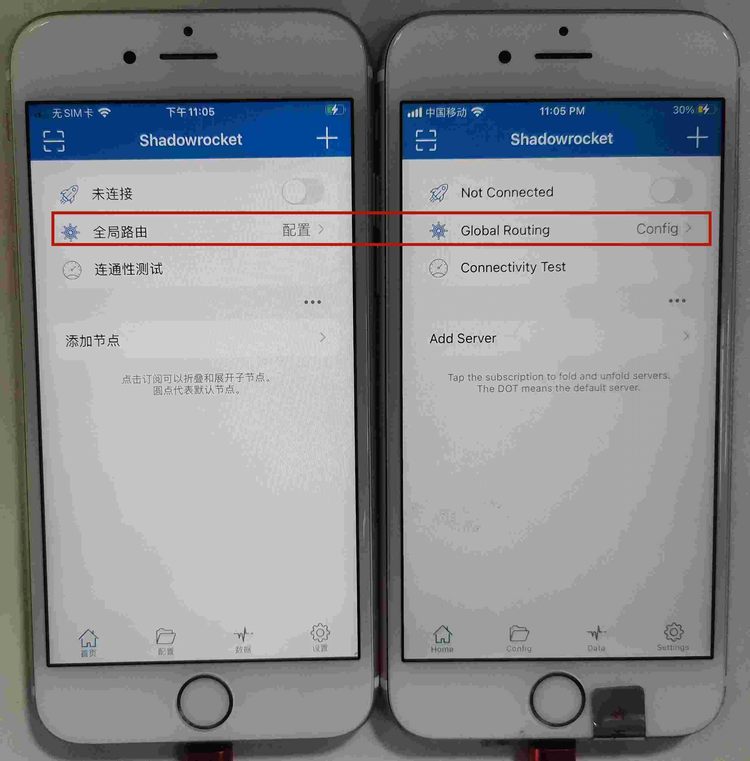 无SIM卡 下午11:05
Shadowrocket
未连接
全局路由 配置
连通性测试
添加节点
点击订阅可以折叠和展开子节点。
圆点代表默认节点。
首页 配置 数据 设置
中国移动 11:05 PM 30%
Shadowrocket
Not Connected
Global Routing Config
Connectivity Test
Add Server
Tap the subscription to fold and unfold servers.
The DOT means the default server.
Home Config Data Settings